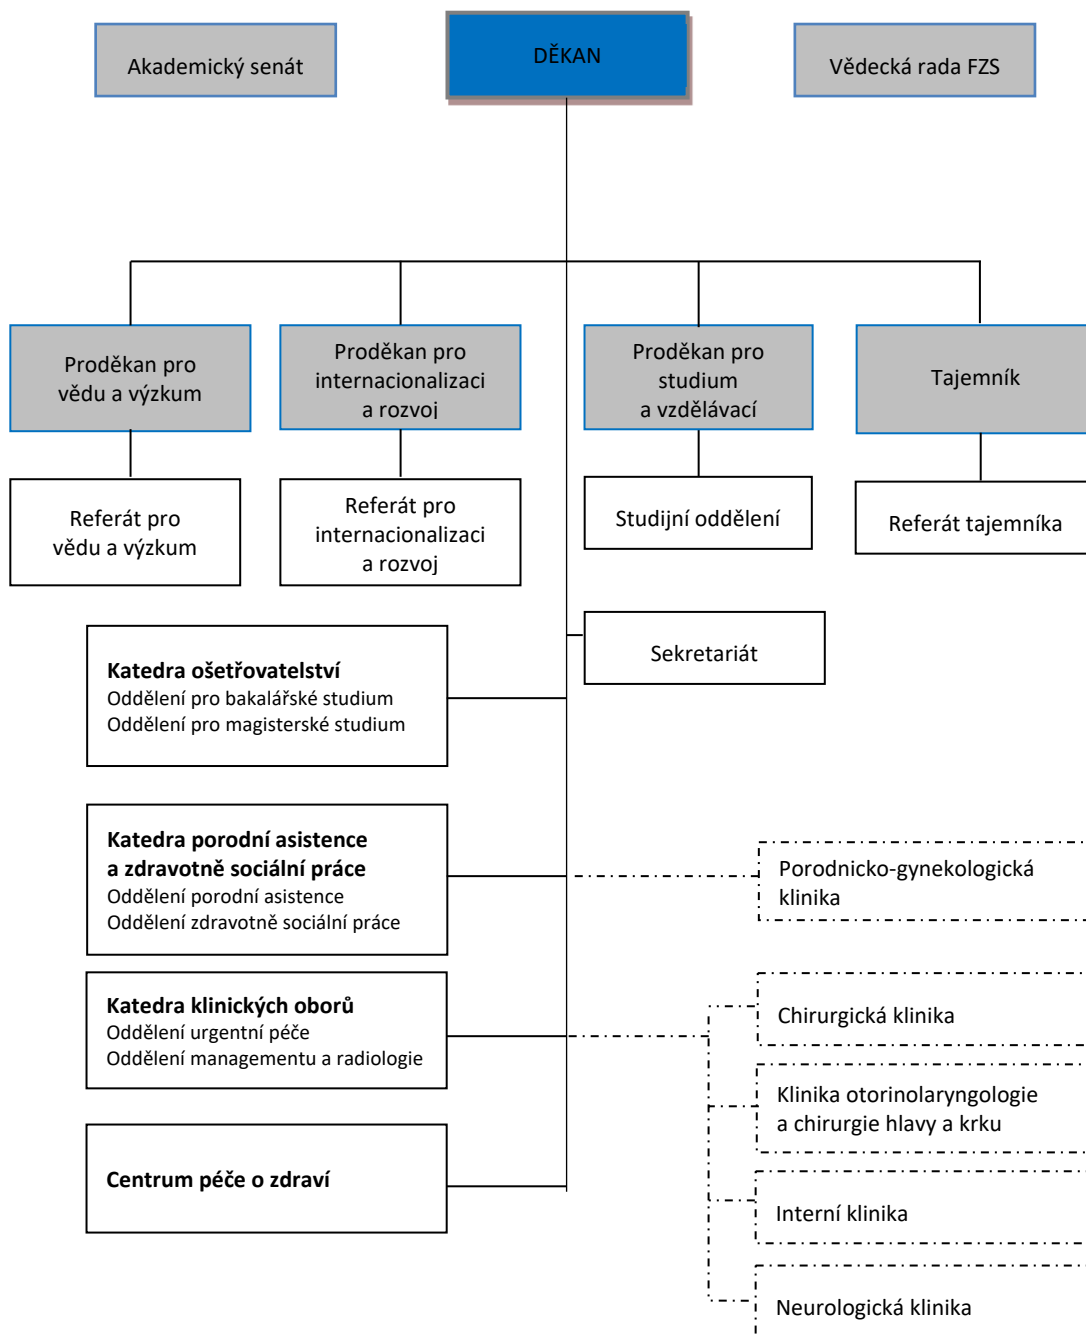 Akademický senát
DĚKAN
Vědecká rada FZS
Proděkan pro
vědu a výzkum
Proděkan pro
internacionalizaci
a rozvoj
Proděkan pro
studium
a vzdělávací
Tajemník
Referát pro
vědu a výzkum
Referát pro
internacionalizaci
a rozvoj
Studijní oddělení
Referát tajemníka
Sekretariát
Katedra ošetřovatelství
Oddělení pro bakalářské studium
Oddělení pro magisterské studium
Katedra porodní asistence
a zdravotně sociální práce
Oddělení porodní asistence
Oddělení zdravotně sociální práce
Porodnicko-gynekologická
klinika
Katedra klinických oborů
Oddělení urgentní péče
Oddělení managementu a radiologie
Chirurgická klinika
Klinika otorinolaryngologie
a chirurgie hlavy a krku
Centrum péče o zdraví
Interní klinika
Neurologická klinika